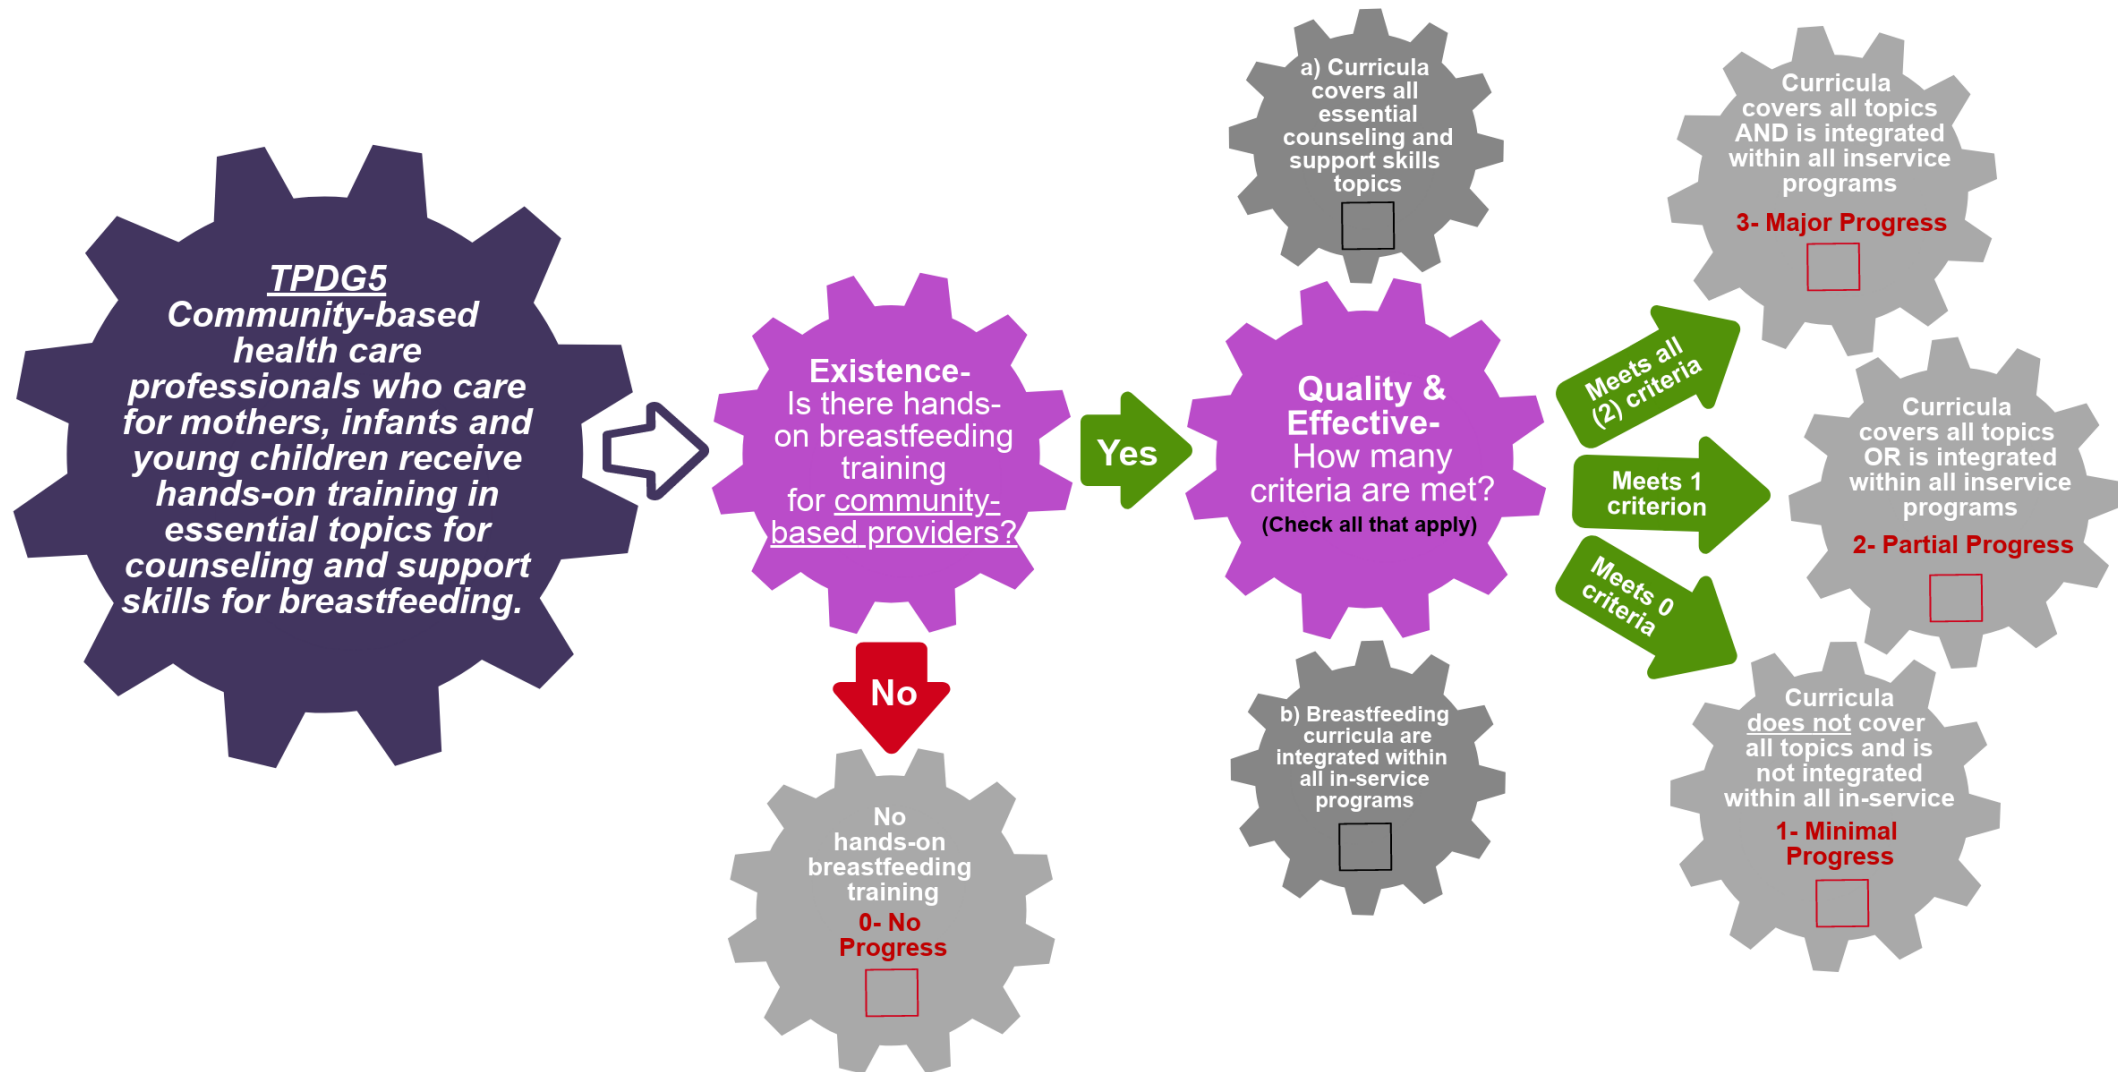 TPDG5
Community-based
health care
professionals who care
for mothers, infants and
young children receive
hands-on training in
essential topics for
counseling and support
skills for breastfeeding.
Existence-
Is there hands-
on breastfeeding
training
for community-
based providers?
Yes
No
No
hands-on
breastfeeding
training
0- No
Progress
a) Curricula
covers all
essential
counseling and
support skills
topics
Quality &
Effective-
How many
criteria are met?
(Check all that apply)
b) Breastfeeding
curricula are
integrated within
all in-service
programs
Meets all
(2) criteria
Meets 1
criterion
Meets 0
criteria
Curricula
covers all topics
AND is integrated
within all inservice
programs
3- Major Progress
Curricula
covers all topics
OR is integrated
within all inservice
programs
2- Partial Progress
Curricula
does not cover
all topics and is
not integrated
within all in-service
1- Minimal
Progress